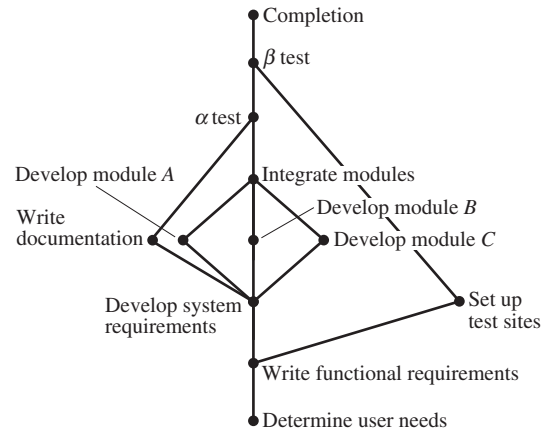 Completion
β test
α test
Develop module A
Integrate modules
Develop module B
Write
documentation
Develop module C
Develop system
requirements
Set up
test sites
Write functional requirements
Determine user needs